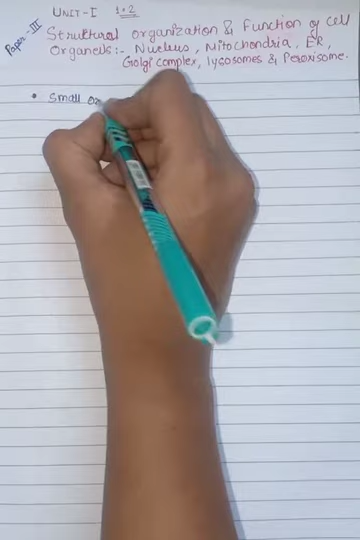 UNIT-I 1.2
Paper-III
Structural organization & Function of cell
Organells:- Nucleus, Mitochondria, ER,
Golgi complex, lysosomes & Peroxisome.
• Small or